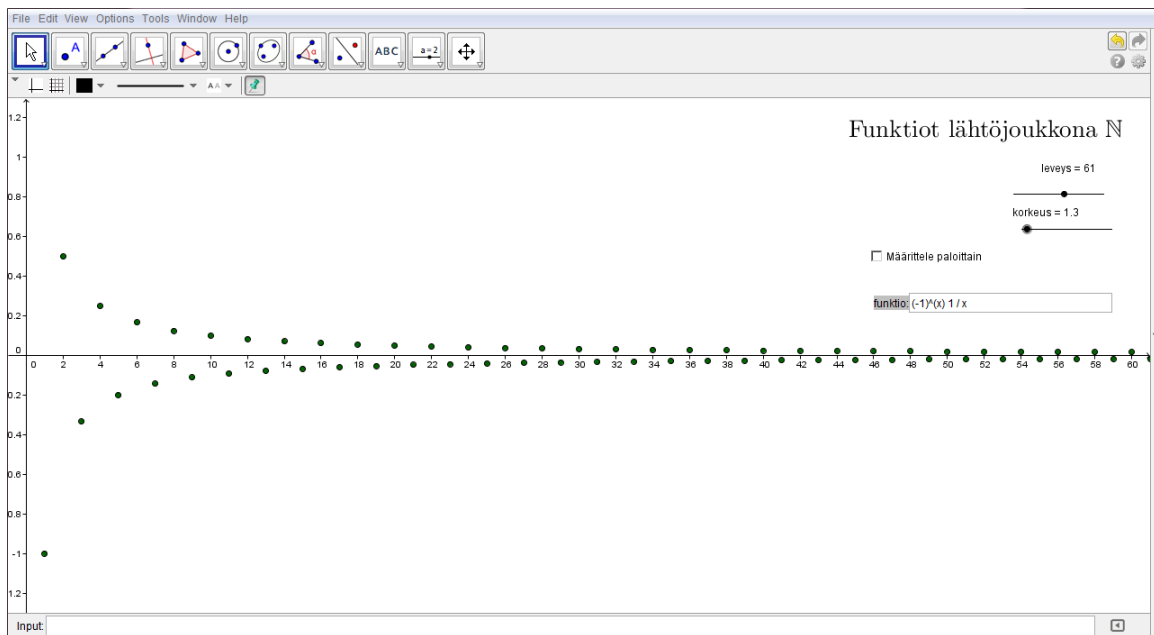 File Edit View Options Tools Window Help
A
α
ABC
a=2
?
A A
Funktiot lähtöjoukkona ℕ
leveys = 61
korkeus = 1.3
Määrittele paloittain
funktio: (-1)^(x) 1 / x
1.2
1
0.8
0.6
0.4
0.2
0
0 2 4 6 8 10 12 14 16 18 20 22 24 26 28 30 32 34 36 38 40 42 44 46 48 50 52 54 56 58 60
0.2
0.4
0.6
0.8
-1
1.2
Input: